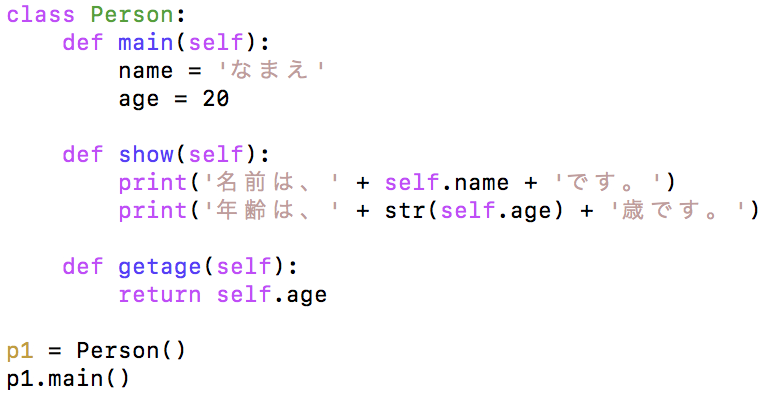 class Person:
    def main(self):
        name = 'なまえ'
        age = 20

    def show(self):
        print('名前は、' + self.name + 'です。')
        print('年齢は、' + str(self.age) + '歳です。')

    def getage(self):
        return self.age

p1 = Person()
p1.main()